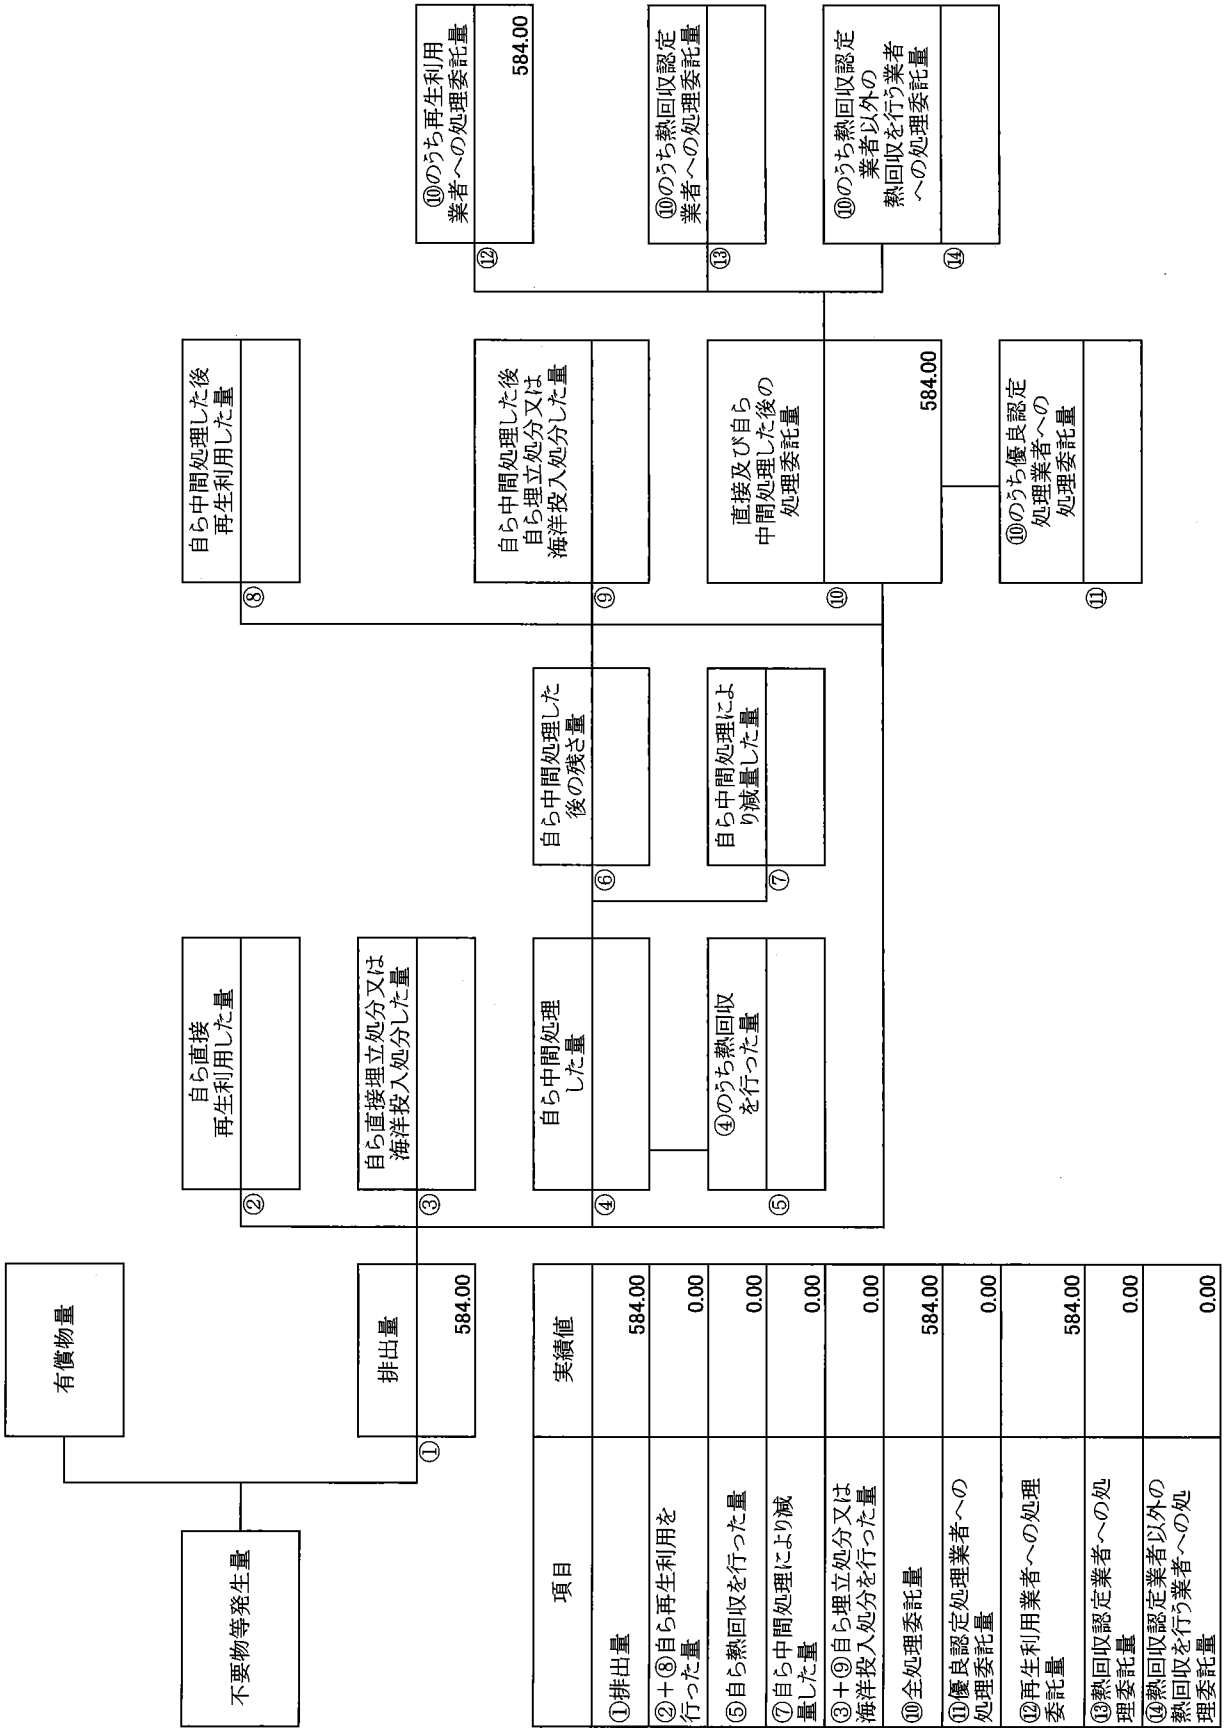 不要物等発生量
有償物量
①
排出量
584.00
②
自ら直接
再生利用した量
③
自ら直接埋立処分又は
海洋投入処分した量
④
自ら中間処理
した量
⑤
④のうち熱回収
を行った量
⑥
自ら中間処理した
後の残さ量
⑦
自ら中間処理によ
り減量した量
⑧
自ら中間処理した後
再生利用した量
⑨
自ら中間処理した後
自ら埋立処分又は
海洋投入処分した量
⑩
直接及び自ら
中間処理した後の
処理委託量
584.00
⑪
⑩のうち優良認定
処理業者への
処理委託量
⑫
⑩のうち再生利用
業者への処理委託量
584.00
⑬
⑩のうち熱回収認定
業者への処理委託量
⑭
⑩のうち熱回収認定
業者以外の
熱回収を行う業者
への処理委託量
項目
実績値
①排出量
584.00
②+⑧自ら再生利用を
行った量
0.00
⑤自ら熱回収を行った量
0.00
⑦自ら中間処理により減
量した量
0.00
③+⑨自ら埋立処分又は
海洋投入処分を行った量
0.00
⑩全処理委託量
584.00
⑪優良認定処理業者への
処理委託量
0.00
⑫再生利用業者への処理
委託量
584.00
⑬熱回収認定業者への処
理委託量
0.00
⑭熱回収認定業者以外の
熱回収を行う業者への処
理委託量
0.00